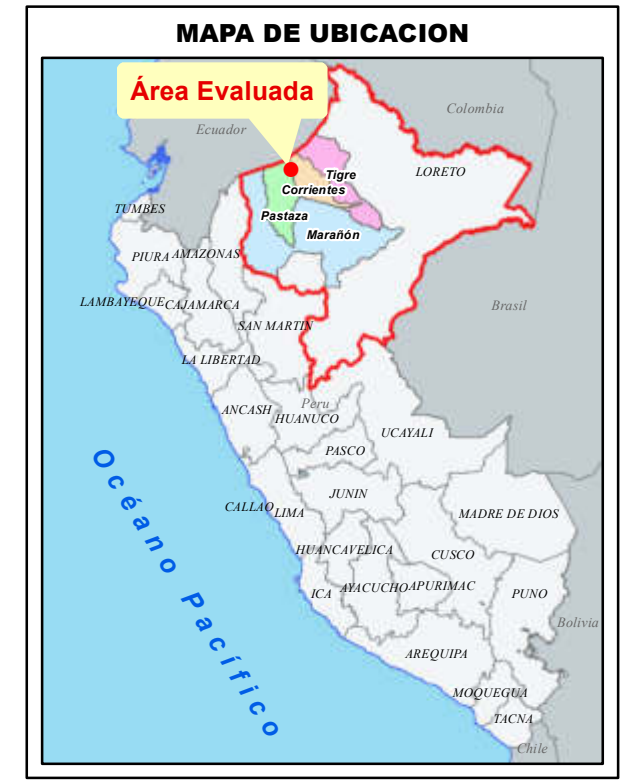 MAPA DE UBICACION
Área Evaluada
Colombia
Ecuador
LORETO
Tigre
Corrientes
Pastaza
Marañón
TUMBES
PIURA
AMAZONAS
LAMBAYEQUE
CAJAMARCA
SAN MARTIN
Brasil
LA LIBERTAD
Peru
ANCASH
HUANUCO
UCAYALI
PASCO
JUNIN
CALLAO
LIMA
MADRE DE DIOS
HUANCAVELICA
CUSCO
ICA
AYACUCHO
APURIMAC
PUNO
Bolivia
AREQUIPA
MOQUEGUA
TACNA
Chile
Océano Pacífico